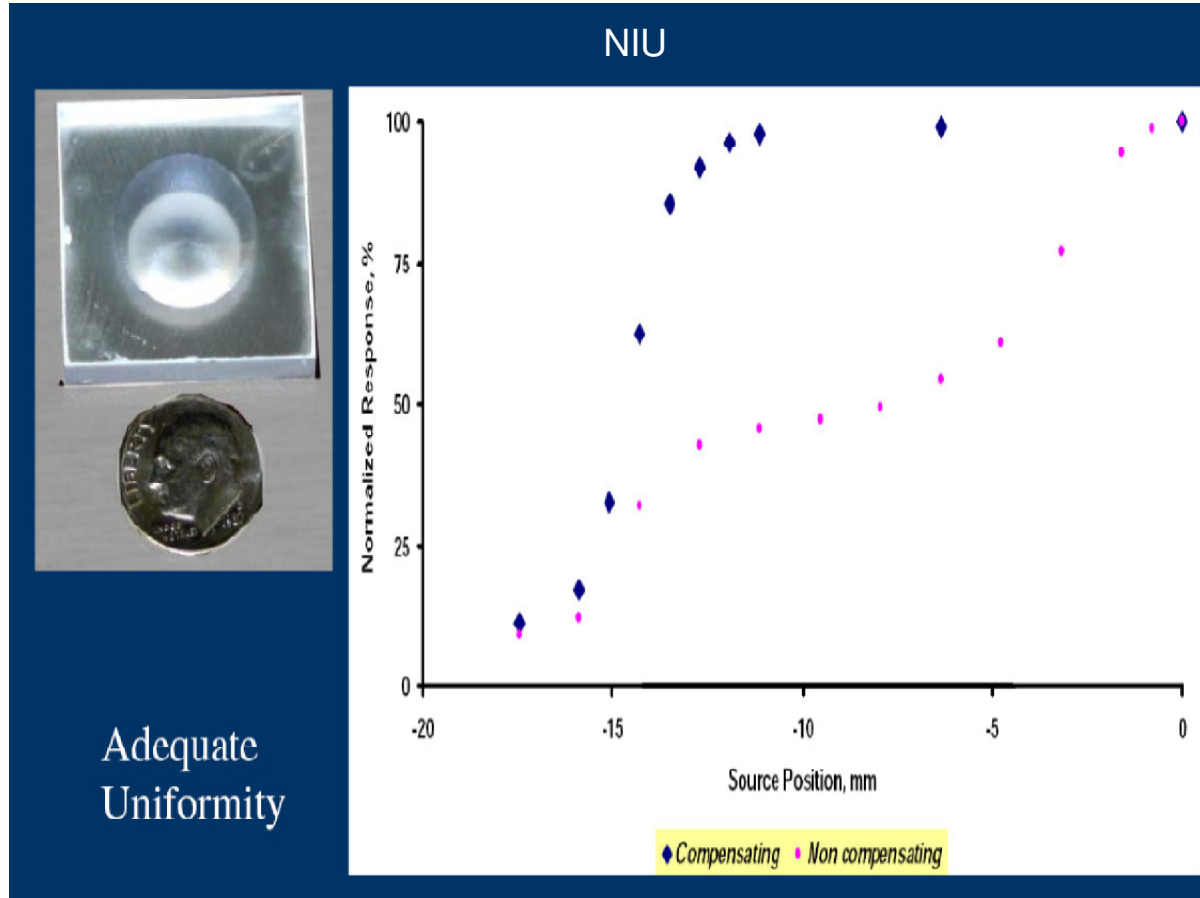 NIU
LIBERTY
100
75
50
25
0
Normalized Response, %
-20
-15
-10
-5
0
Source Position, mm
Compensating
Non compensating
Adequate
Uniformity